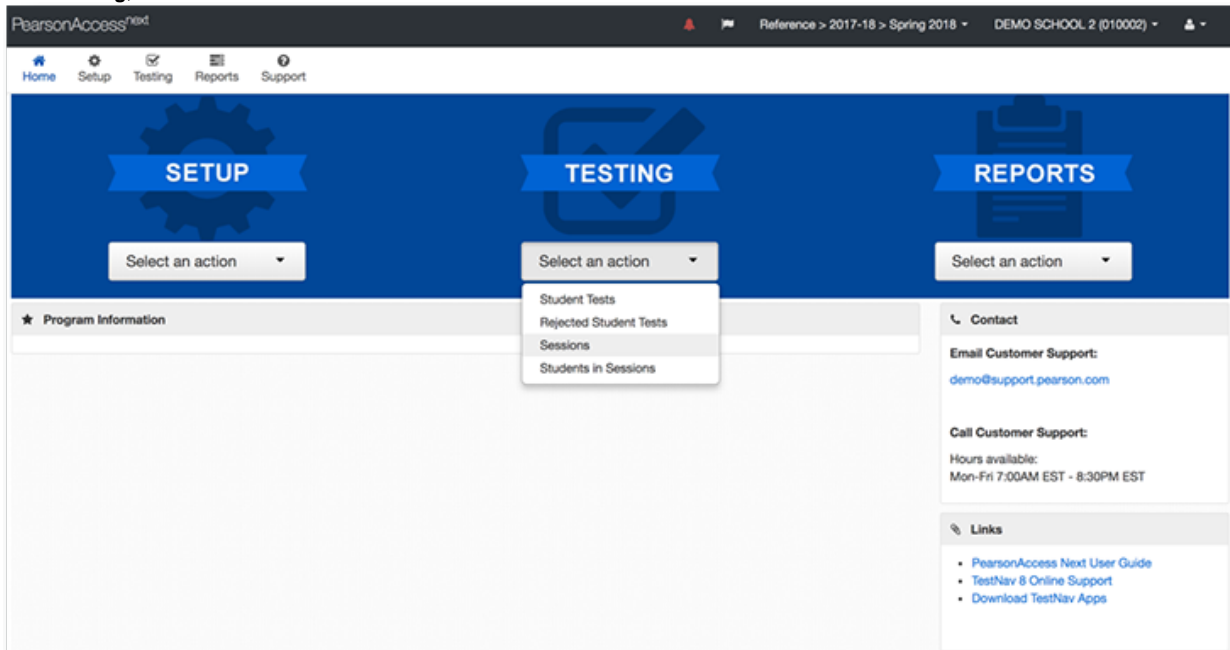 PearsonAccessnext
Reference > 2017-18 > Spring 2018
DEMO SCHOOL 2 (010002)
Home
Setup
Testing
Reports
Support
SETUP
TESTING
REPORTS
Select an action
Select an action
Select an action
Student Tests
Rejected Student Tests
Sessions
Students in Sessions
Program Information
Contact
Email Customer Support:
demo@support.pearson.com
Call Customer Support:
Hours available:
Mon-Fri 7:00AM EST - 8:30PM EST
Links
PearsonAccess Next User Guide
TestNav 8 Online Support
Download TestNav Apps